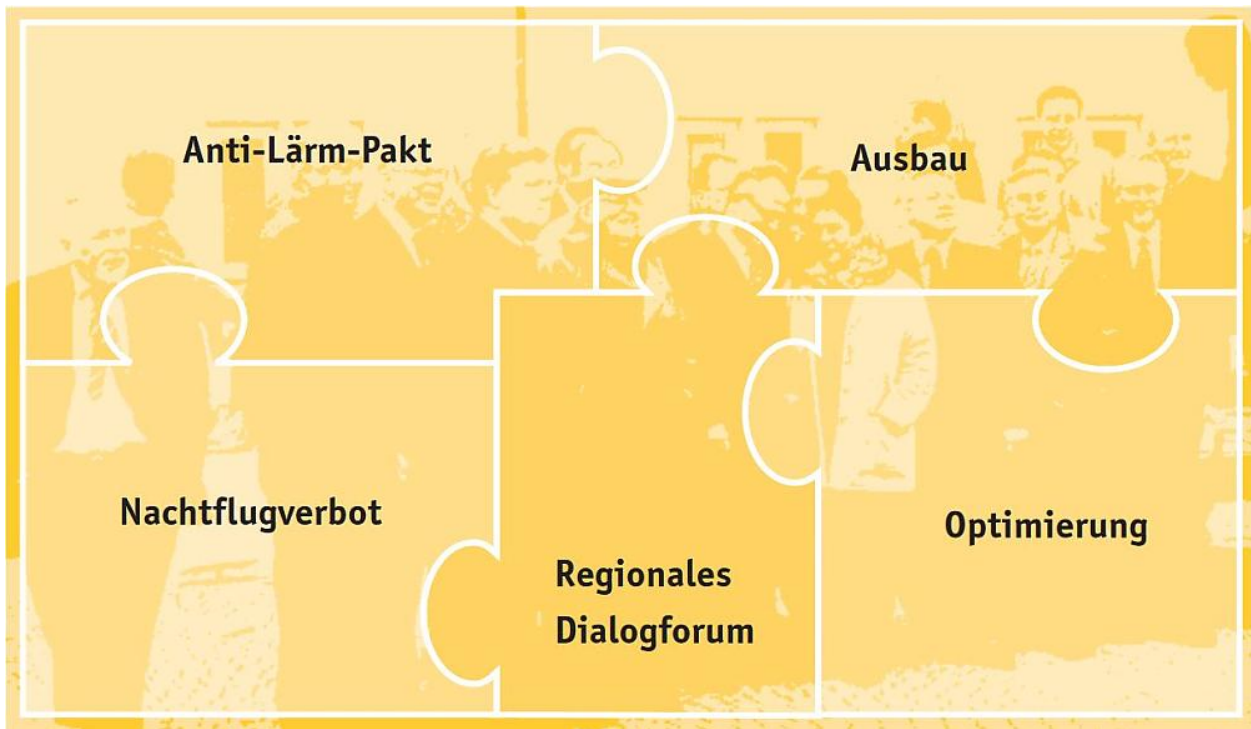 Anti-Lärm-Pakt
Ausbau
Nachtflugverbot
Optimierung
Regionales
Dialogforum